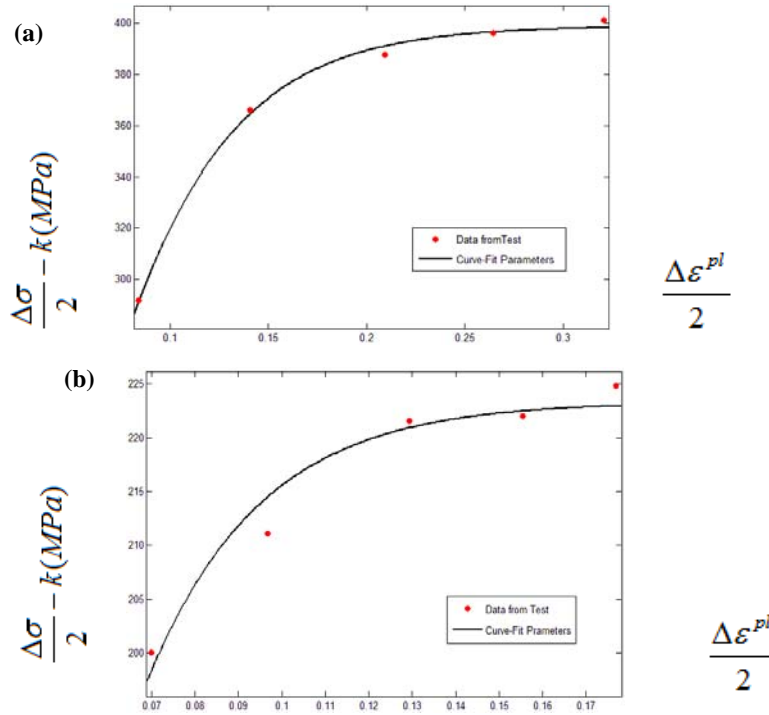 (a)
Δσ/2 − k(MPa)
400
380
360
340
320
300
Data fromTest
Curve-Fit Parameters
0.1 0.15 0.2 0.25 0.3
Δε^pl/2
(b)
Δσ/2 − k(MPa)
225
220
215
210
205
200
Data from Test
Curve-Fit Prameters
0.07 0.08 0.09 0.1 0.11 0.12 0.13 0.14 0.15 0.16 0.17
Δε^pl/2